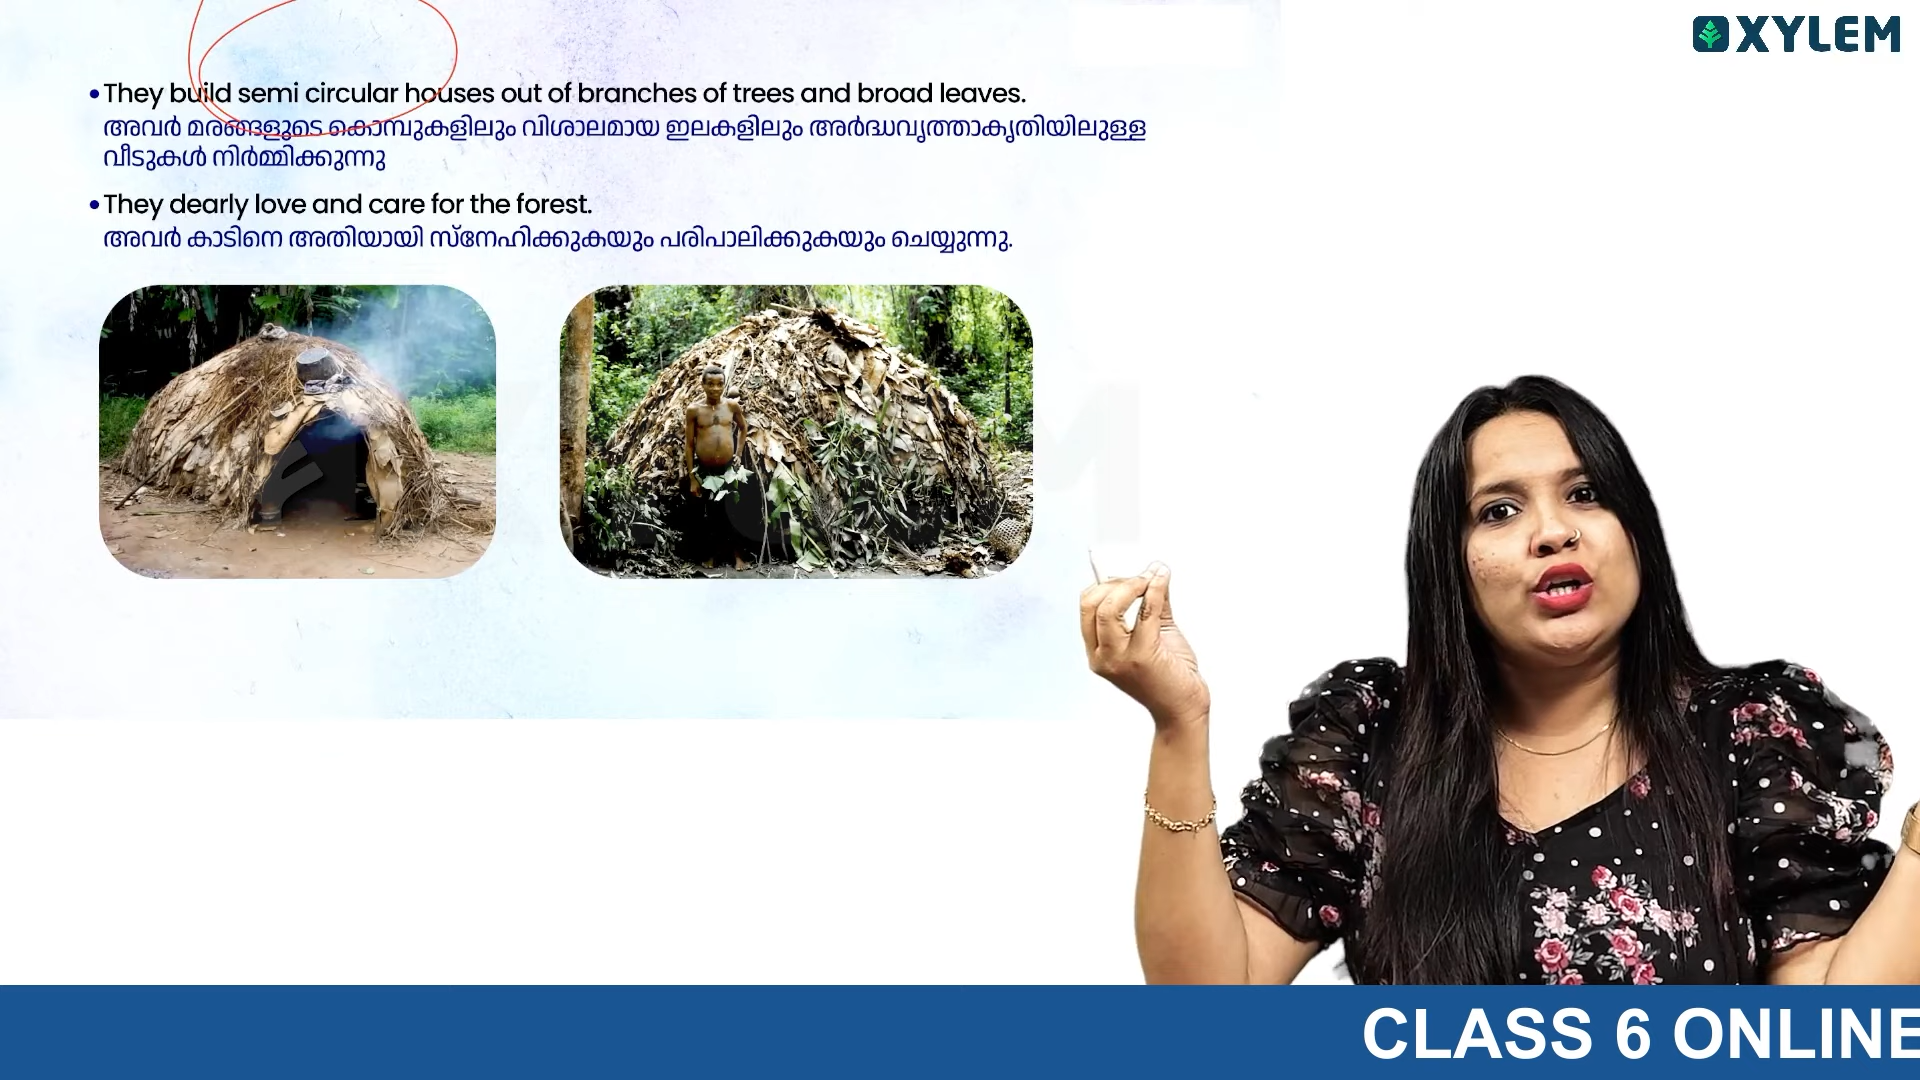 XYLEM
•They build semi circular houses out of branches of trees and broad leaves.
അവർ മരങ്ങളുടെ കൊമ്പുകളിലും വിശാലമായ ഇലകളിലും അർദ്ധവൃത്താകൃതിയിലുള്ള
വീടുകൾ നിർമ്മിക്കുന്നു
•They dearly love and care for the forest.
അവർ കാടിനെ അതിയായി സ്നേഹിക്കുകയും പരിപാലിക്കുകയും ചെയ്യുന്നു.
CLASS 6 ONLINE